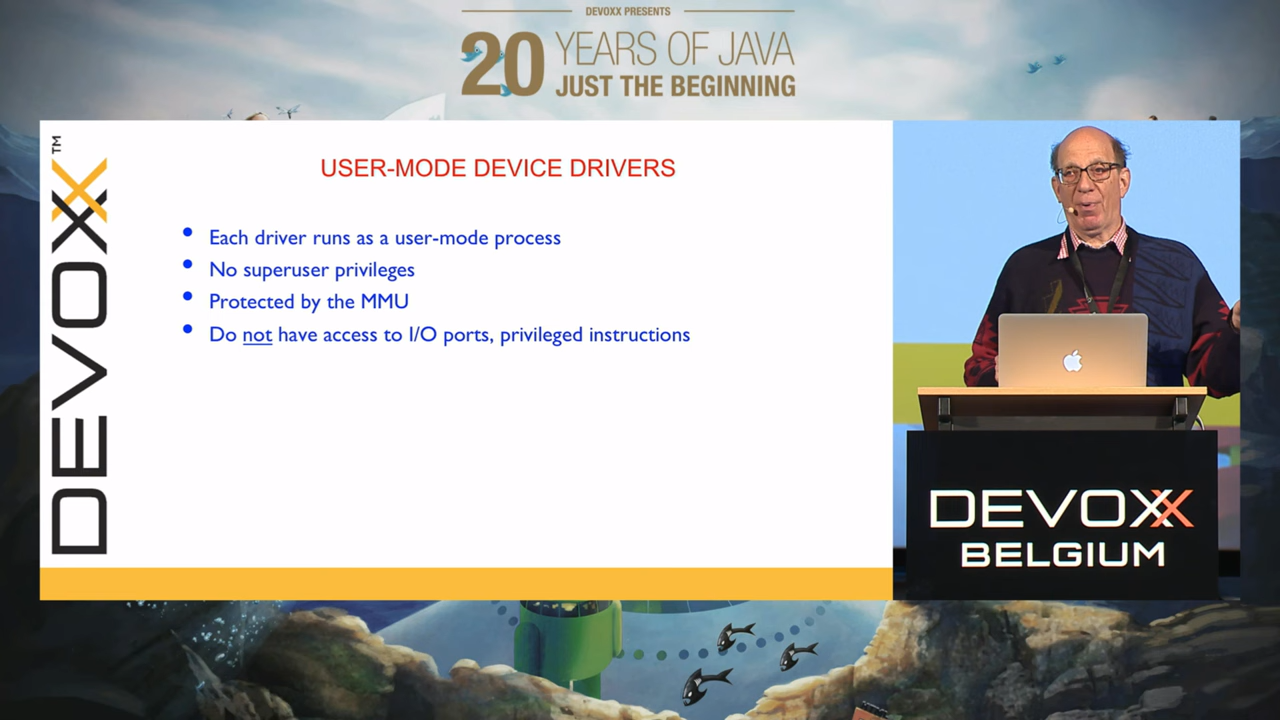 DEVOXX PRESENTS
20 YEARS OF JAVA
JUST THE BEGINNING
DEVOXX™
USER-MODE DEVICE DRIVERS
• Each driver runs as a user-mode process
• No superuser privileges
• Protected by the MMU
• Do not have access to I/O ports, privileged instructions
DEVOXX
BELGIUM